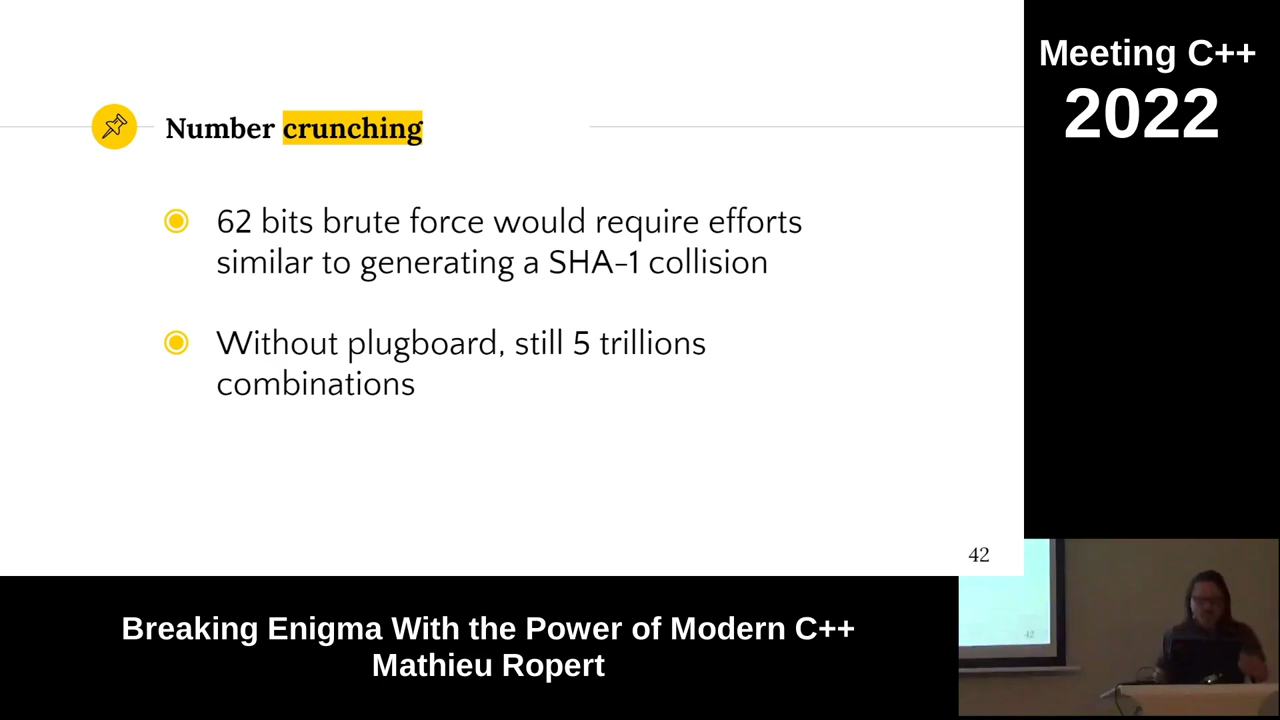 Meeting C++
2022
Number crunching
62 bits brute force would require efforts
similar to generating a SHA-1 collision
Without plugboard, still 5 trillions
combinations
42
Breaking Enigma With the Power of Modern C++
Mathieu Ropert
42